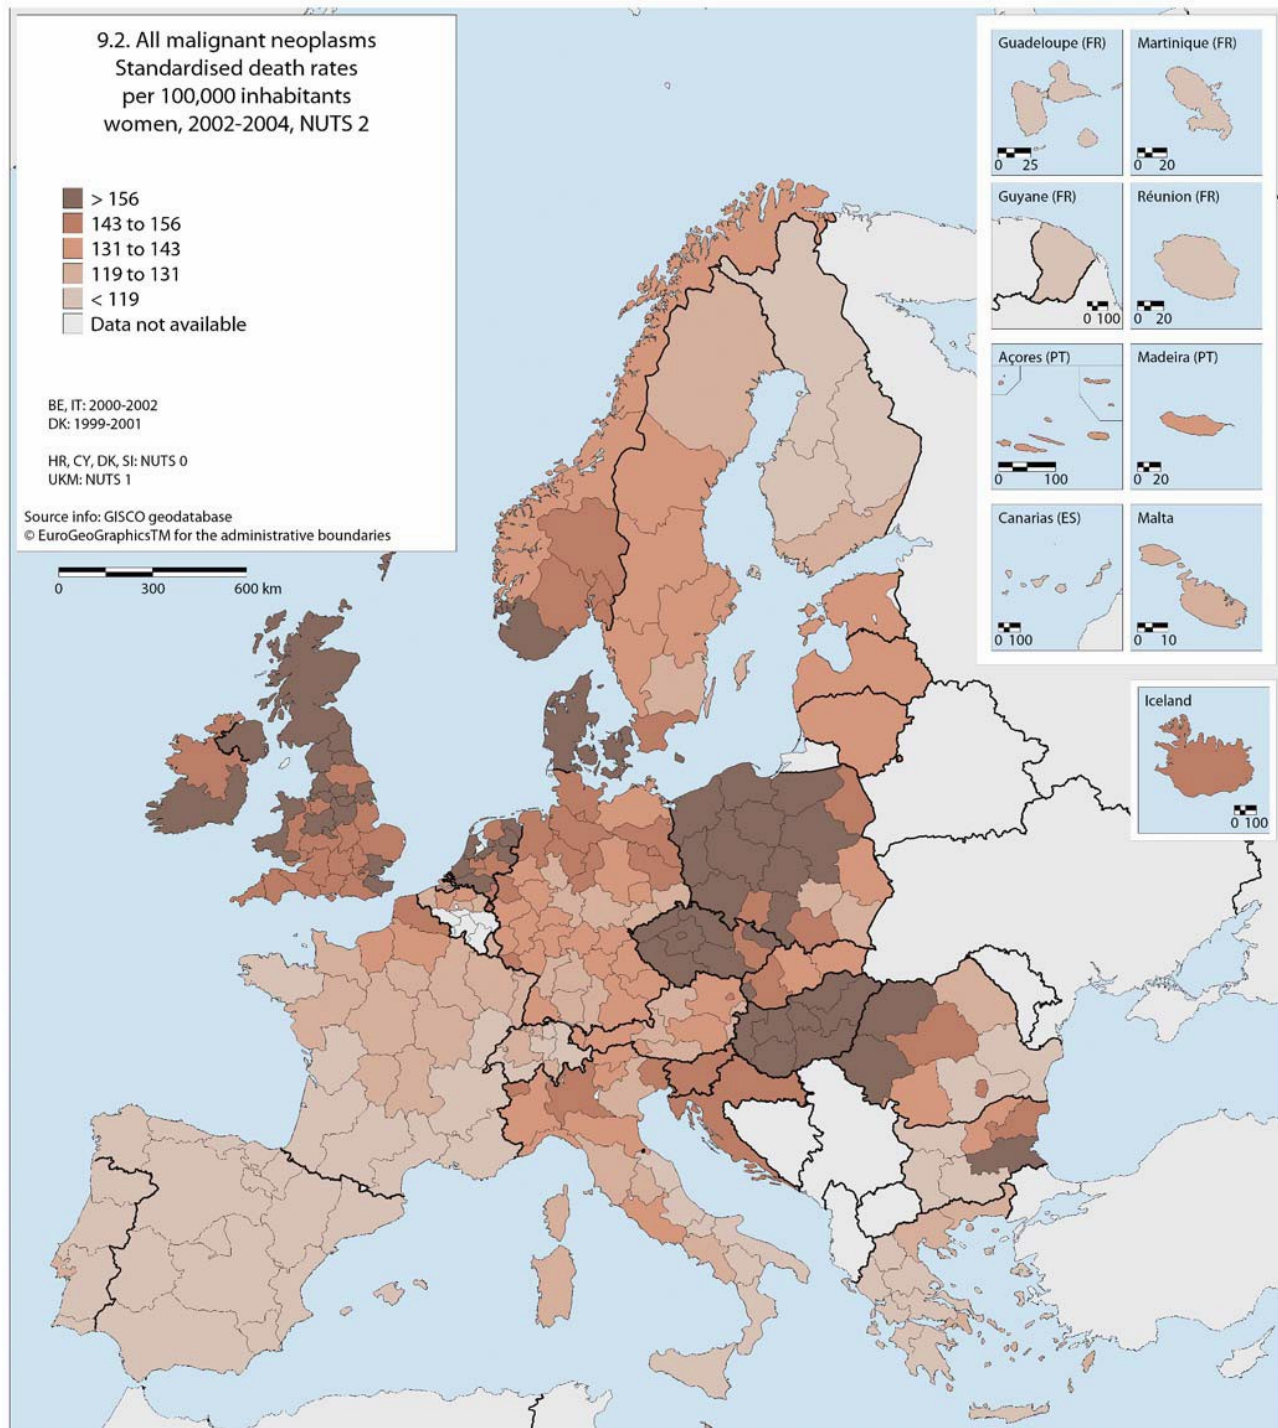 9.2. All malignant neoplasms
Standardised death rates
per 100,000 inhabitants
women, 2002-2004, NUTS 2
> 156
143 to 156
131 to 143
119 to 131
< 119
Data not available
BE, IT: 2000-2002
DK: 1999-2001
HR, CY, DK, SI: NUTS 0
UKM: NUTS 1
Source info: GISCO geodatabase
© EuroGeoGraphicsTM for the administrative boundaries
0 300 600 km
Guadeloupe (FR)
0 25
Martinique (FR)
0 20
Guyane (FR)
0 100
Réunion (FR)
0 20
Açores (PT)
0 100
Madeira (PT)
0 20
Canarias (ES)
0 100
Malta
0 10
Iceland
0 100